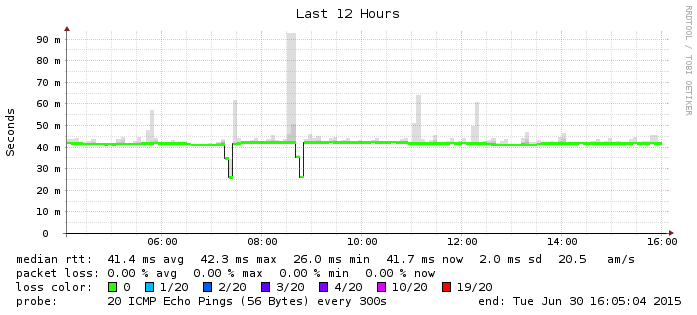 Last 12 Hours
RRDTOOL / TOBI OETIKER
Seconds
90 m
80 m
70 m
60 m
50 m
40 m
30 m
20 m
10 m
0
06:00 08:00 10:00 12:00 14:00 16:00
median rtt: 41.4 ms avg 42.3 ms max 26.0 ms min 41.7 ms now 2.0 ms sd 20.5 am/s
packet loss: 0.00 % avg 0.00 % max 0.00 % min 0.00 % now
loss color: 0 1/20 2/20 3/20 4/20 10/20 19/20
probe: 20 ICMP Echo Pings (56 Bytes) every 300s end: Tue Jun 30 16:05:04 2015